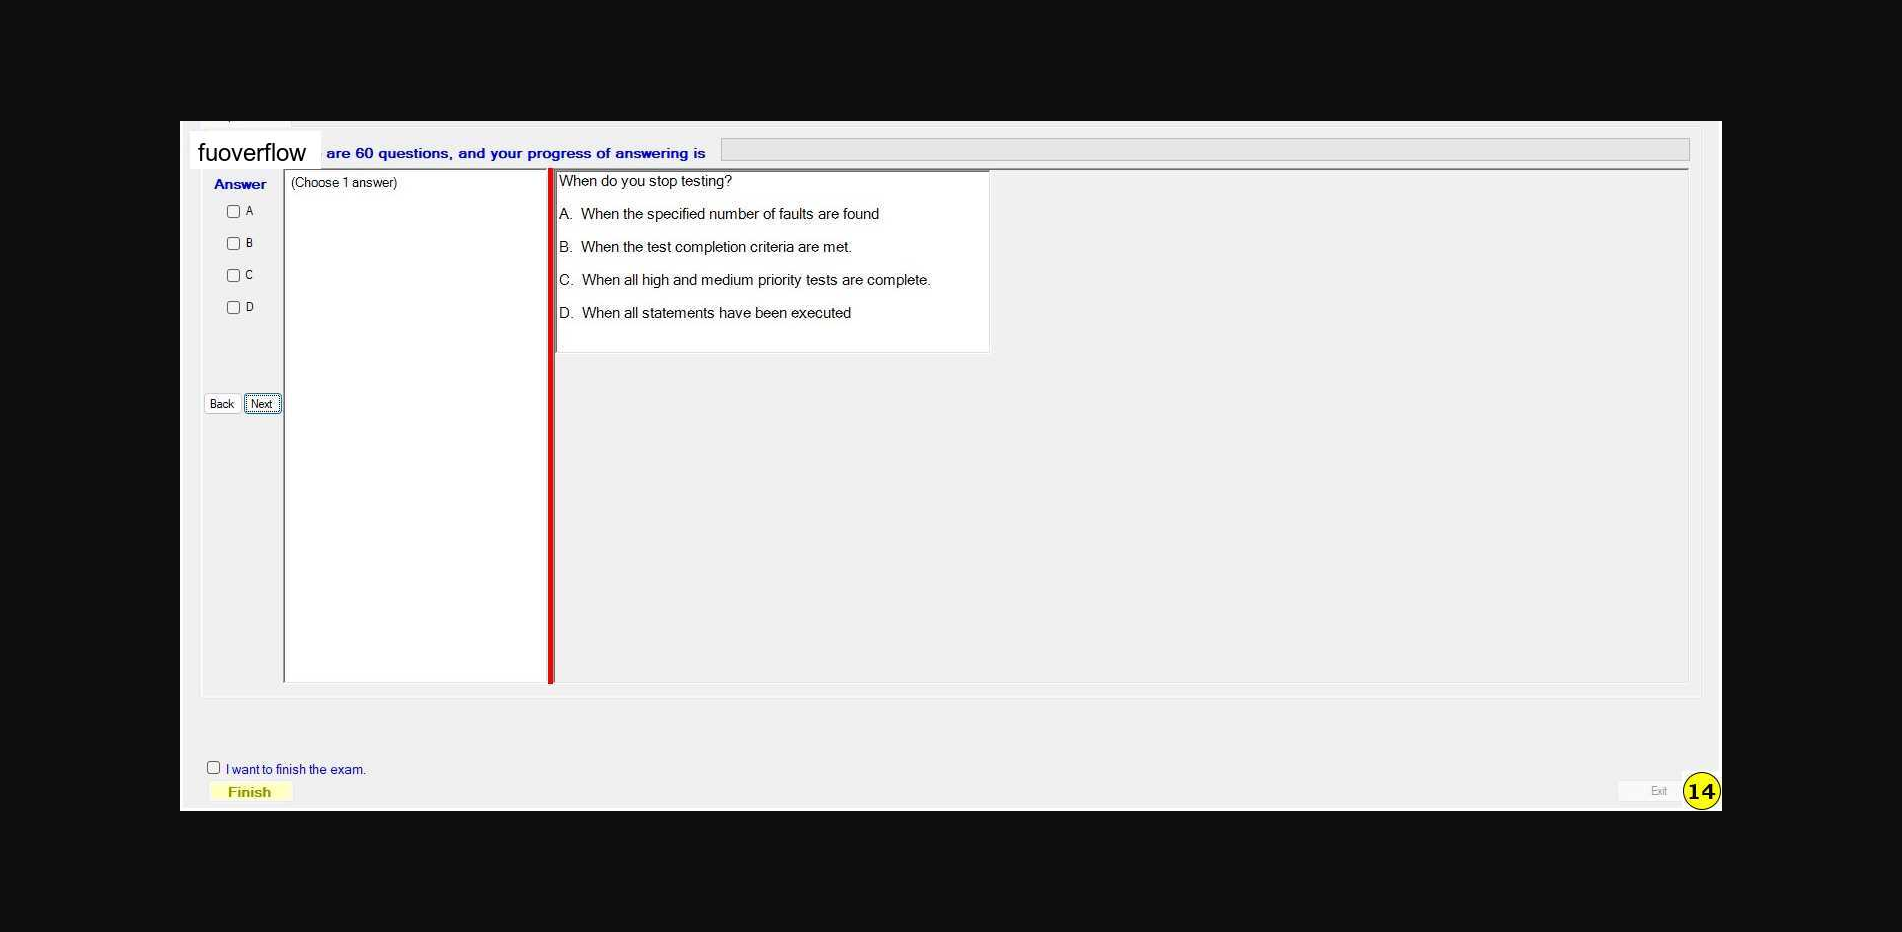 fuoverflow are 60 questions, and your progress of answering is
Answer
A
B
C
D
Back Next
(Choose 1 answer)
When do you stop testing?
A. When the specified number of faults are found
B. When the test completion criteria are met.
C. When all high and medium priority tests are complete.
D. When all statements have been executed
I want to finish the exam.
Finish
Exit
14